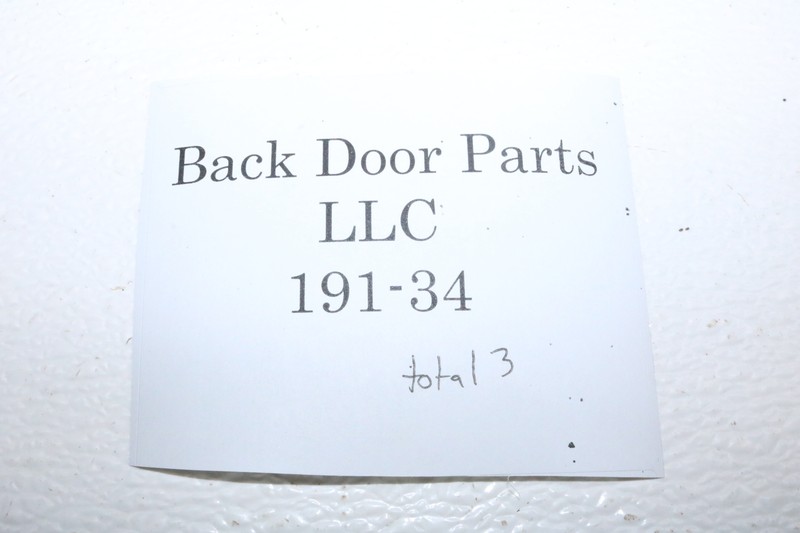 Back Door Parts
LLC
191-34
total 3